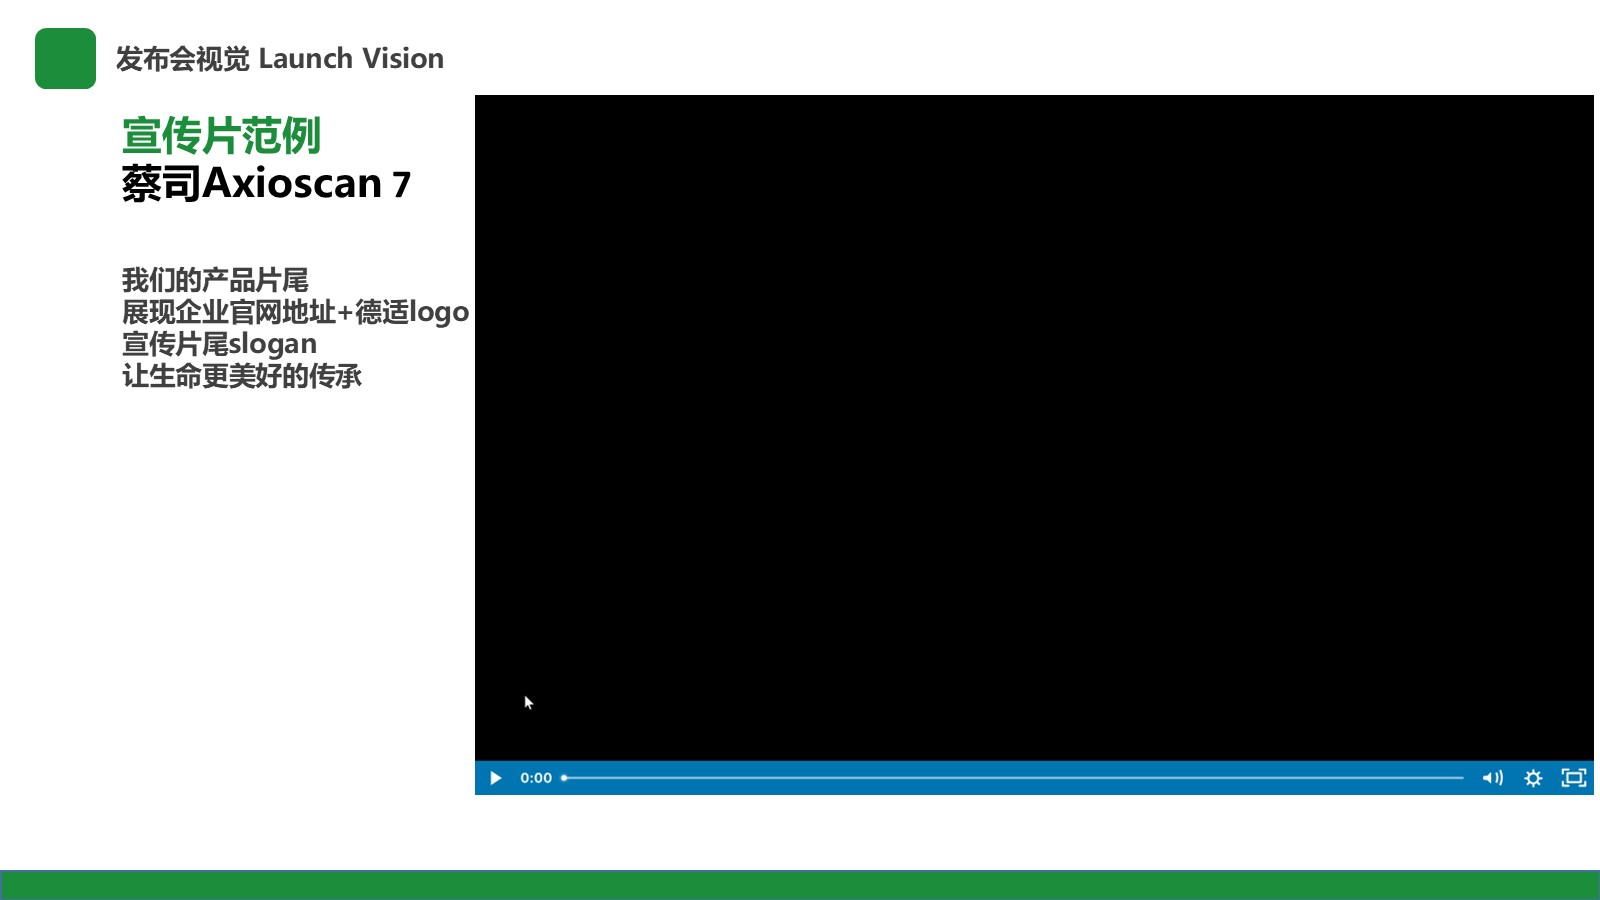 发布会视觉 Launch Vision
宣传片范例
蔡司Axioscan 7
我们的产品片尾
展现企业官网地址+德适logo
宣传片尾slogan
让生命更美好的传承
0:00